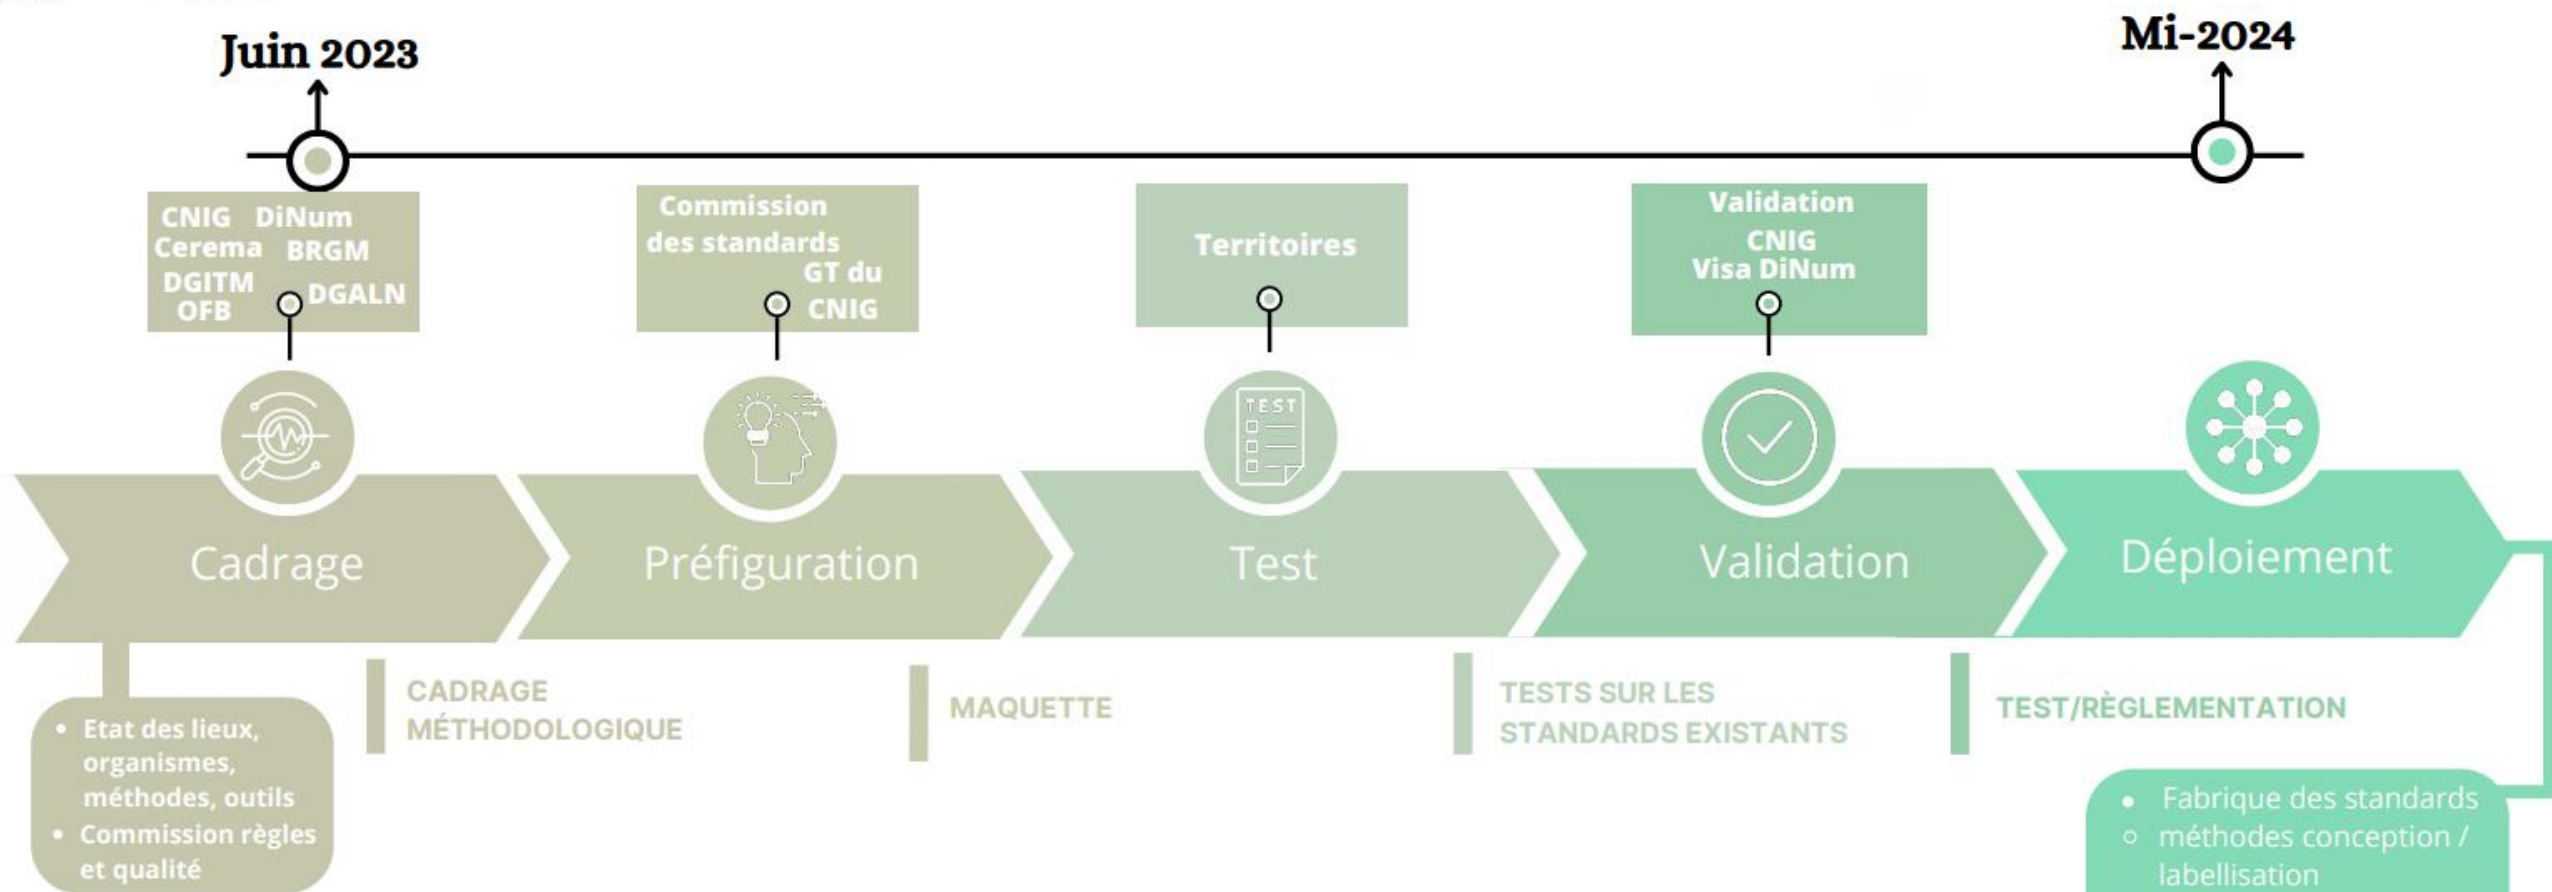 Juin 2023
Mi-2024
CNIG DiNum
Cerema BRGM
DGITM
DGALN
OFB
Commission
des standards
GT du
CNIG
Territoires
Validation
CNIG
Visa DiNum
TEST
Cadrage
Préfiguration
Test
Validation
Déploiement
CADRAGE
MÉTHODOLOGIQUE
MAQUETTE
TESTS SUR LES
STANDARDS EXISTANTS
TEST/RÈGLEMENTATION
• Etat des lieux,
organismes,
méthodes, outils
• Commission règles
et qualité
• Fabrique des standards
○ méthodes conception /
labellisation